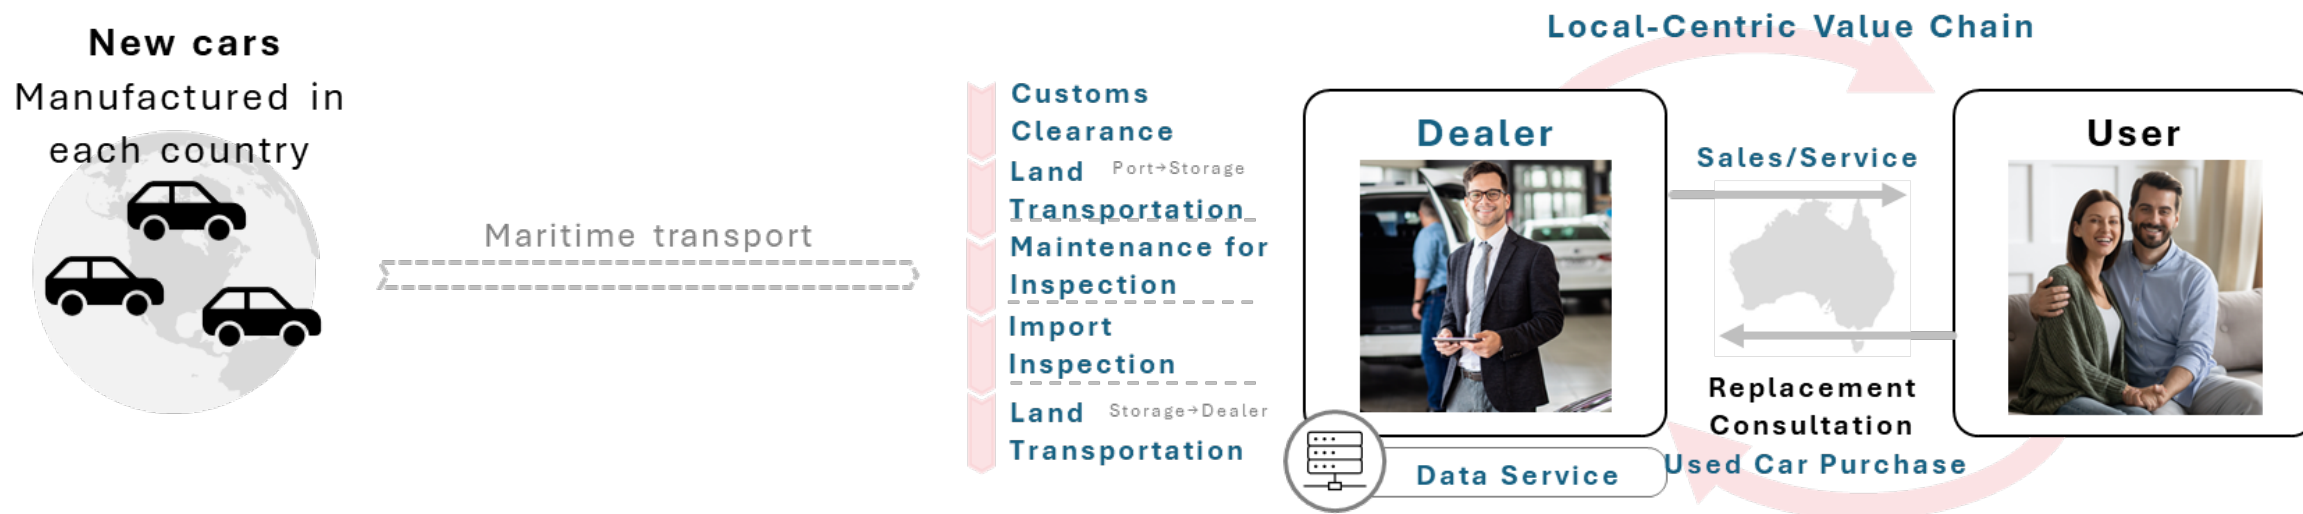 New cars
Manufactured in
each country
Maritime transport
Customs
Clearance
Land Port→Storage
Transportation
Maintenance for
Inspection
Import
Inspection
Land Storage→Dealer
Transportation
Local-Centric Value Chain
Dealer
Data Service
Sales/Service
Replacement
Consultation
Used Car Purchase
User